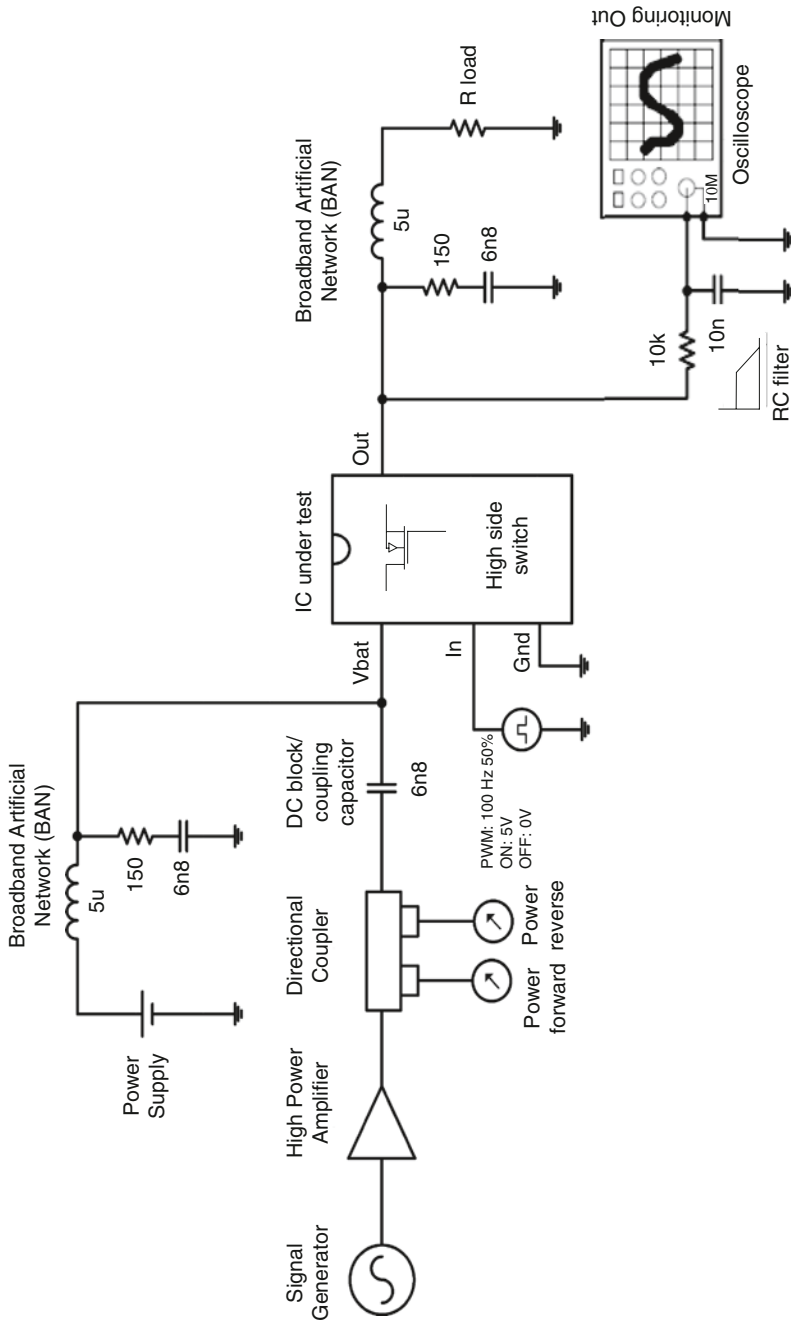 Broadband Artificial
Network (BAN)
5u
150
6n8
Power
Supply
Signal
Generator
High Power
Amplifier
Directional
Coupler
Power
forward
Power
reverse
DC block/
coupling
capacitor
6n8
PWM: 100 Hz 50%
ON: 5V
OFF: 0V
IC under test
Vbat
In
Gnd
Out
High side
switch
Broadband Artificial
Network (BAN)
5u
150
6n8
R load
10k
10n
RC filter
10M
Oscilloscope
Monitoring Out